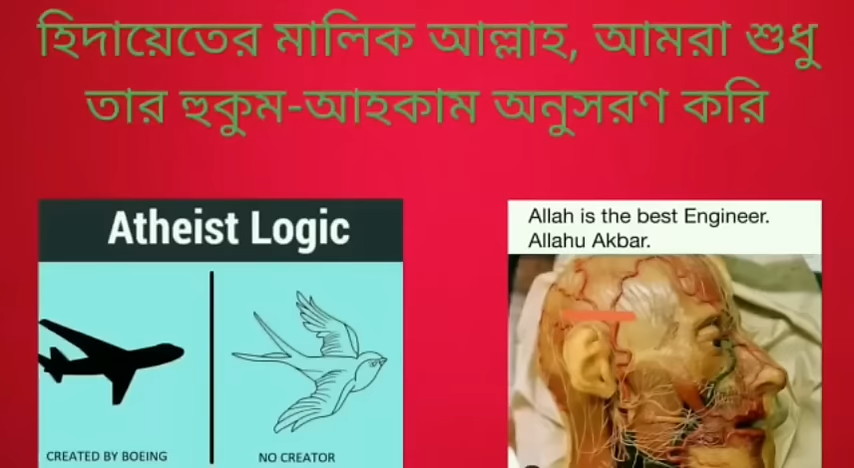 হিদায়েতের মালিক আল্লাহ, আমরা শুধু
তার হুকুম-আহকাম অনুসরণ করি
Atheist Logic
CREATED BY BOEING
NO CREATOR
Allah is the best Engineer.
Allahu Akbar.